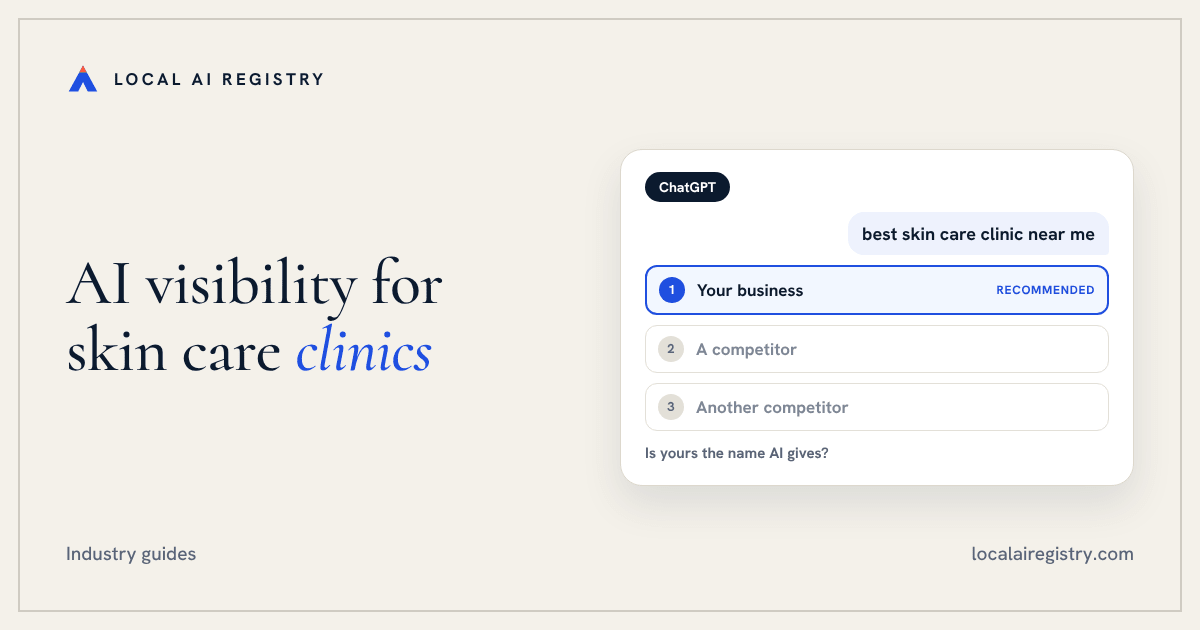 LOCAL AI REGISTRY
AI visibility for
skin care clinics
ChatGPT
best skin care clinic near me
1 Your business RECOMMENDED
2 A competitor
3 Another competitor
Is yours the name AI gives?
Industry guides
localairegistry.com